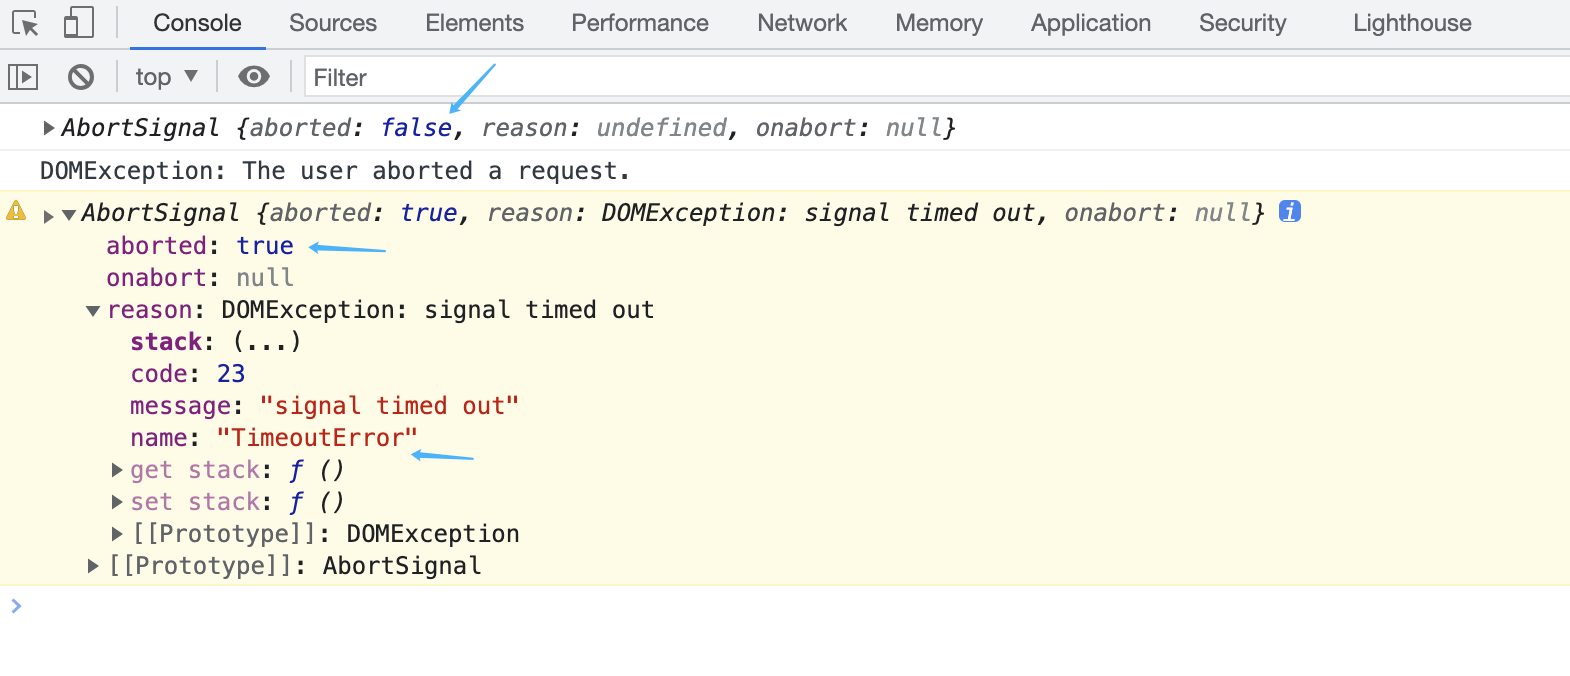 Console Sources Elements Performance Network Memory Application Security Lighthouse
top Filter
AbortSignal {aborted: false, reason: undefined, onabort: null}
DOMException: The user aborted a request.
AbortSignal {aborted: true, reason: DOMException: signal timed out, onabort: null} i
aborted: true
onabort: null
reason: DOMException: signal timed out
stack: (...)
code: 23
message: "signal timed out"
name: "TimeoutError"
get stack: ƒ ()
set stack: ƒ ()
[[Prototype]]: DOMException
[[Prototype]]: AbortSignal